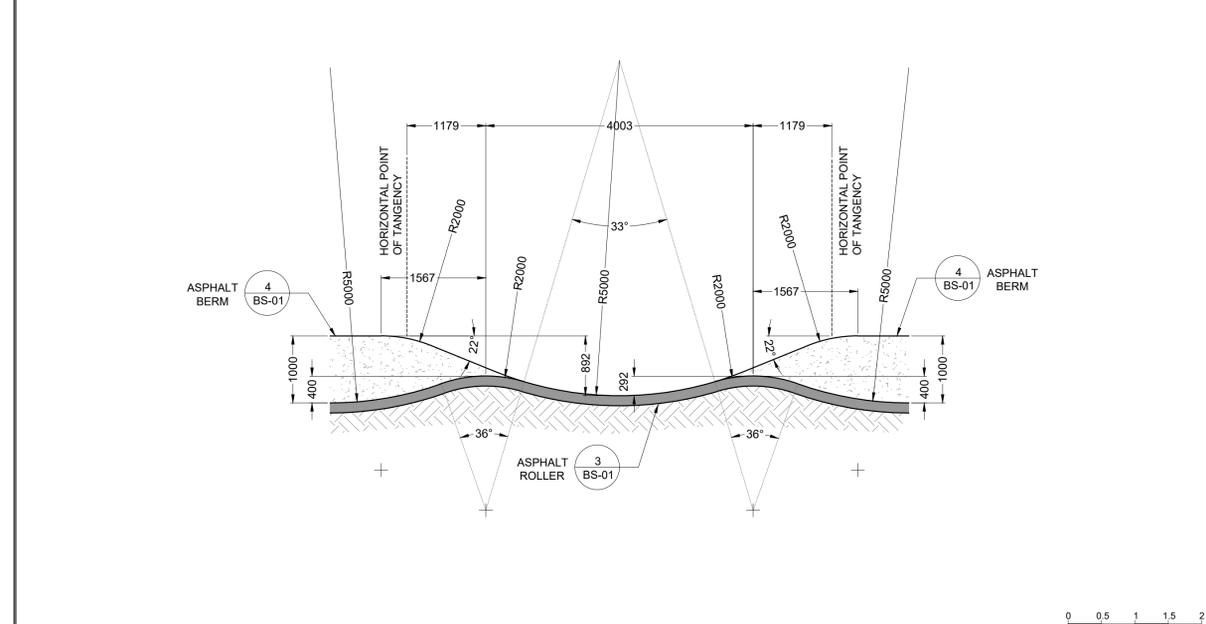 1179
4003
1179
HORIZONTAL POINT
OF TANGENCY
HORIZONTAL POINT
OF TANGENCY
R2000
R2000
33°
R5000
R2000
R5000
R2000
R5000
1567
1567
ASPHALT
BERM
4
BS-01
4
BS-01
ASPHALT
BERM
22°
22°
1000
400
892
292
400
1000
36°
36°
ASPHALT
ROLLER
3
BS-01
0 0.5 1 1.5 2